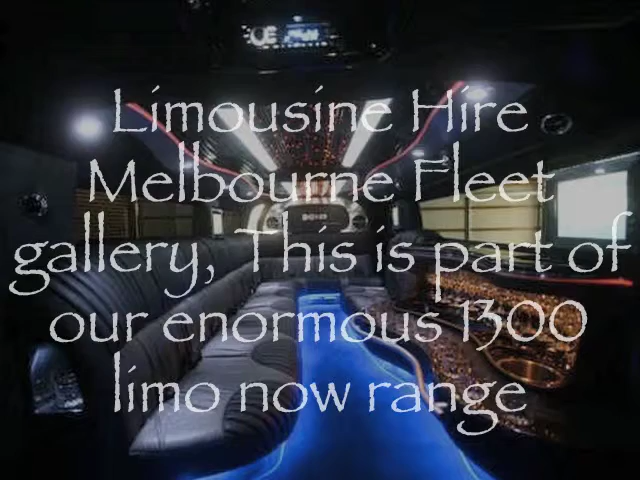 Limousine Hire
Melbourne Fleet
gallery, This is part of
our enormous 1300
limo now range